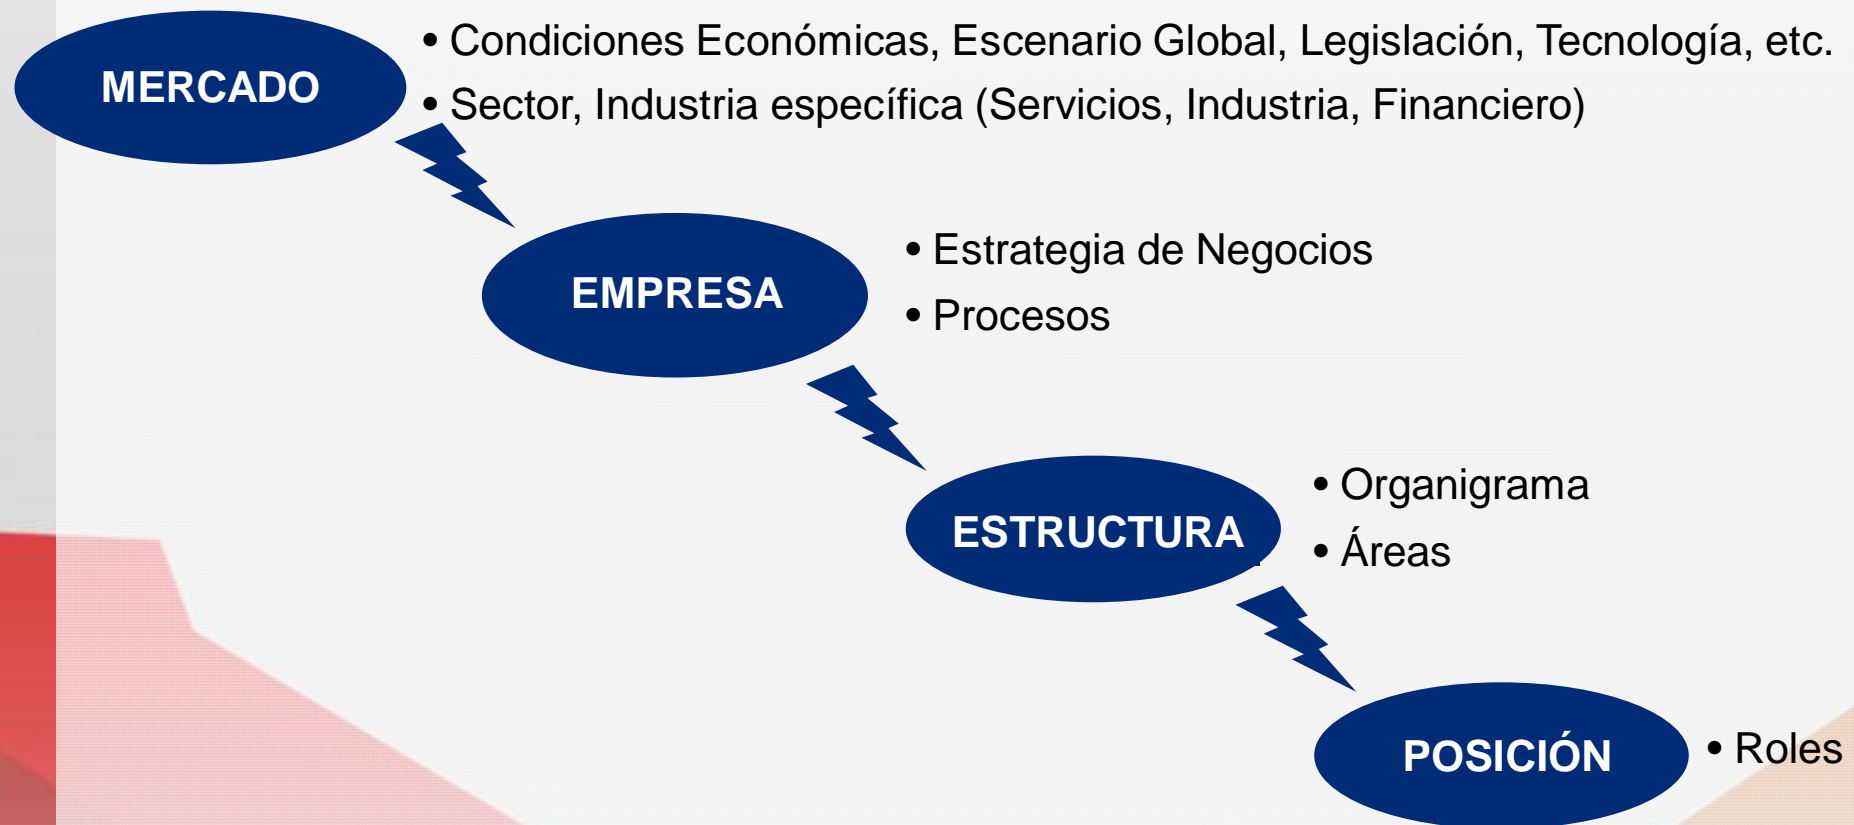 MERCADO
• Condiciones Económicas, Escenario Global, Legislación, Tecnología, etc.
• Sector, Industria específica (Servicios, Industria, Financiero)
EMPRESA
• Estrategia de Negocios
• Procesos
ESTRUCTURA
• Organigrama
• Áreas
POSICIÓN
• Roles